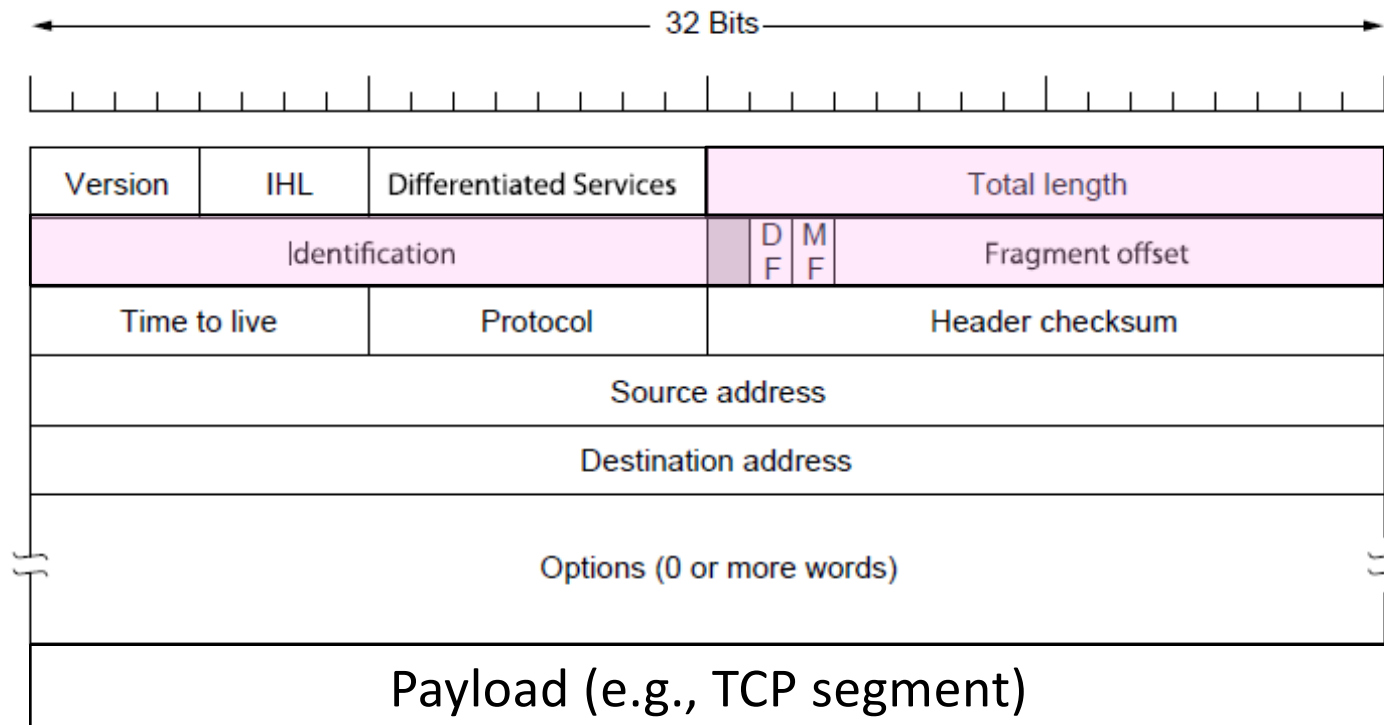 32 Bits
Version IHL Differentiated Services Total length
Identification D F M F Fragment offset
Time to live Protocol Header checksum
Source address
Destination address
Options (0 or more words)
Payload (e.g., TCP segment)